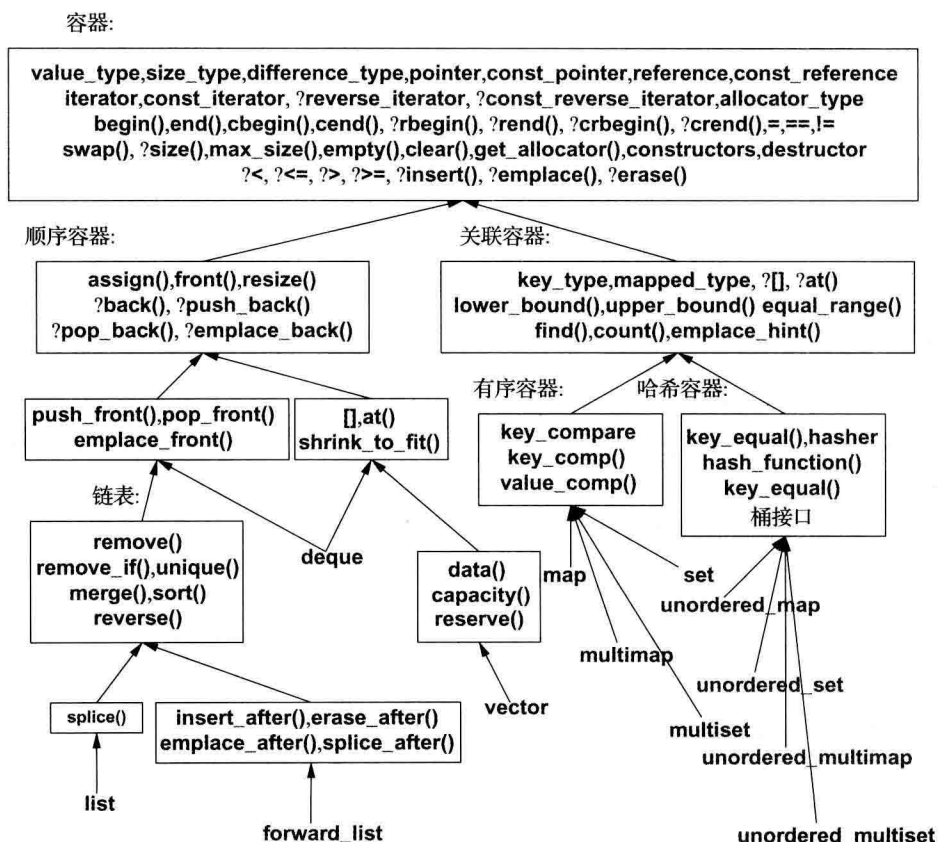 容器:
value_type,size_type,difference_type,pointer,const_pointer,reference,const_reference
iterator,const_iterator, ?reverse_iterator, ?const_reverse_iterator,allocator_type
begin(),end(),cbegin(),cend(), ?rbegin(), ?rend(), ?crbegin(), ?crend(),=,==,!=
swap(), ?size(),max_size(),empty(),clear(),get_allocator(),constructors,destructor
?<, ?<=, ?>, ?>=, ?insert(), ?emplace(), ?erase()
顺序容器:
assign(),front(),resize()
?back(), ?push_back()
?pop_back(), ?emplace_back()
关联容器:
key_type,mapped_type, ?[], ?at()
lower_bound(),upper_bound() equal_range()
find(),count(),emplace_hint()
push_front(),pop_front()
emplace_front()
[],at()
shrink_to_fit()
有序容器:
key_compare
key_comp()
value_comp()
哈希容器:
key_equal(),hasher
hash_function()
key_equal()
桶接口
链表:
remove()
remove_if(),unique()
merge(),sort()
reverse()
deque
data()
capacity()
reserve()
map
set
unordered_map
multimap
unordered_set
splice()
insert_after(),erase_after()
emplace_after(),splice_after()
vector
multiset
unordered_multimap
list
forward_list
unordered_multiset